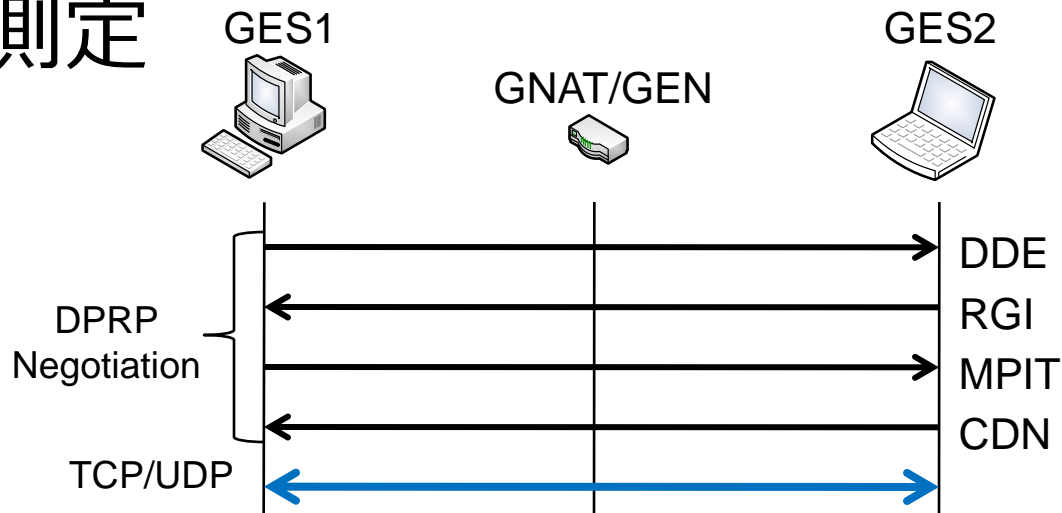 測定
GES1
GNAT/GEN
GES2
DDE
RGI
DPRP
Negotiation
MPIT
CDN
TCP/UDP